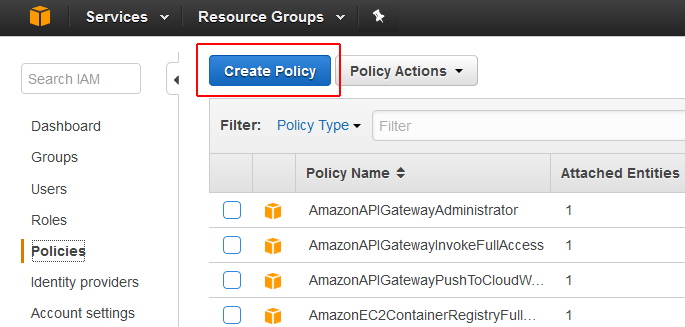 Services Resource Groups
Search IAM
Dashboard
Groups
Users
Roles
Policies
Identity providers
Account settings
Create Policy Policy Actions
Filter: Policy Type Filter
Policy Name Attached Entities
AmazonAPIGatewayAdministrator 1
AmazonAPIGatewayInvokeFullAccess 1
AmazonAPIGatewayPushToCloudW... 1
AmazonEC2ContainerRegistryFull... 1